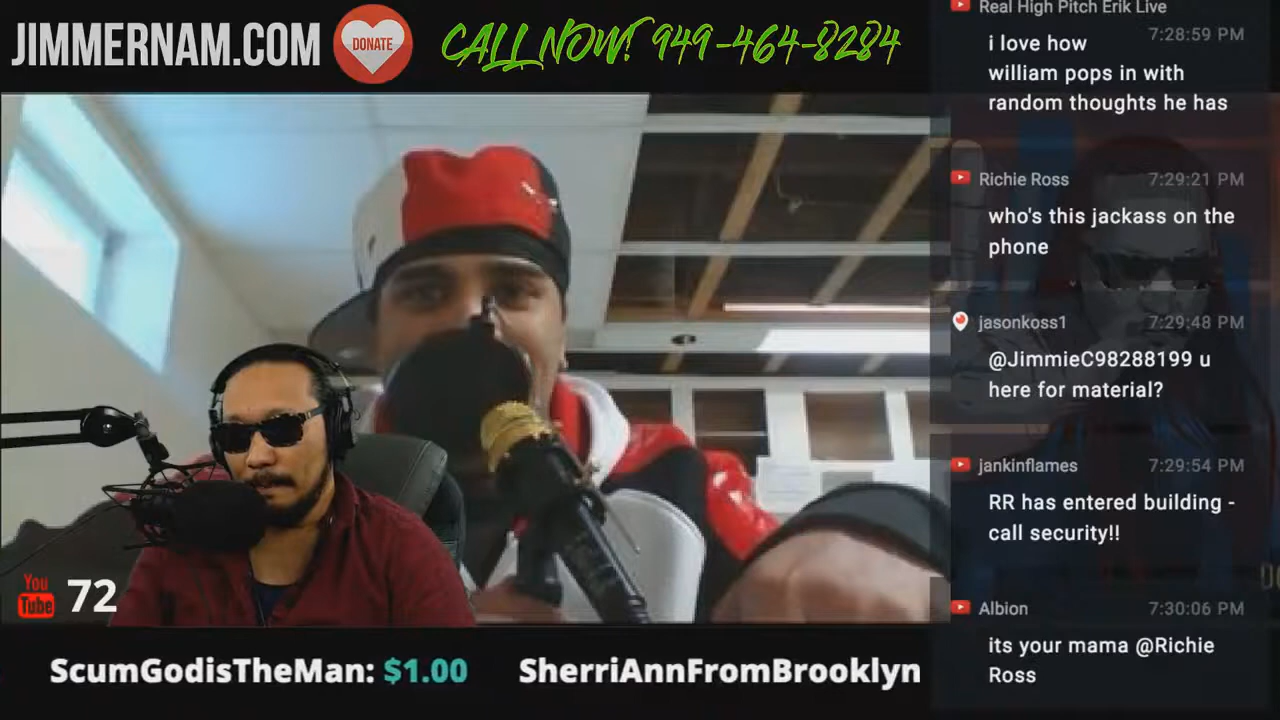 JIMMERNAM.COM
DONATE
CALL NOW! 949-464-8284
Real High Pitch Erik Live
7:28:59 PM
i love how
william pops in with
random thoughts he has
Richie Ross 7:29:21 PM
who's this jackass on the
phone
jasonkoss1 7:29:48 PM
@JimmieC98288199 u
here for material?
jankinflames 7:29:54 PM
RR has entered building -
call security!!
Albion 7:30:06 PM
its your mama @Richie
Ross
You
Tube
72
ScumGodisTheMan: $1.00 SherriAnnFromBrooklyn